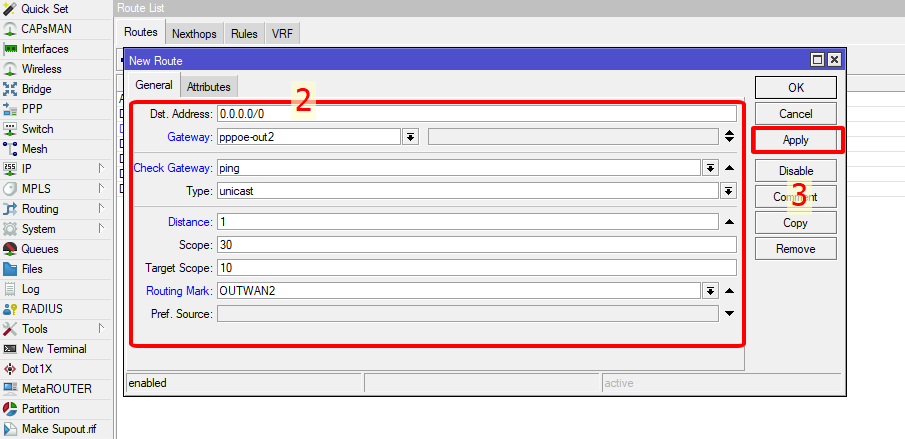 Quick Set
CAPsMAN
Interfaces
Wireless
Bridge
PPP
Switch
Mesh
IP
MPLS
Routing
System
Queues
Files
Log
RADIUS
Tools
New Terminal
Dot1X
MetaROUTER
Partition
Make Supout.rif
Route List
Routes Nexthops Rules VRF
New Route
General Attributes
2
Dst. Address: 0.0.0.0/0
Gateway: pppoe-out2
Check Gateway: ping
Type: unicast
Distance: 1
Scope: 30
Target Scope: 10
Routing Mark: OUTWAN2
Pref. Source:
enabled
active
OK
Cancel
Apply
Disable
Comment
3
Copy
Remove